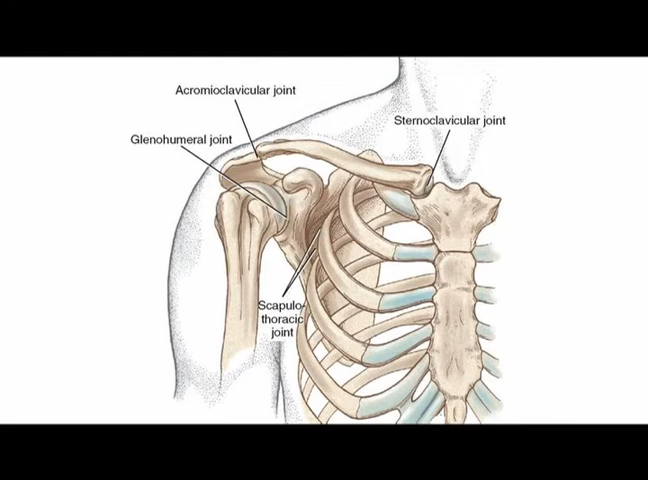 Acromioclavicular joint
Sternoclavicular joint
Glenohumeral joint
Scapulo-
thoracic
joint